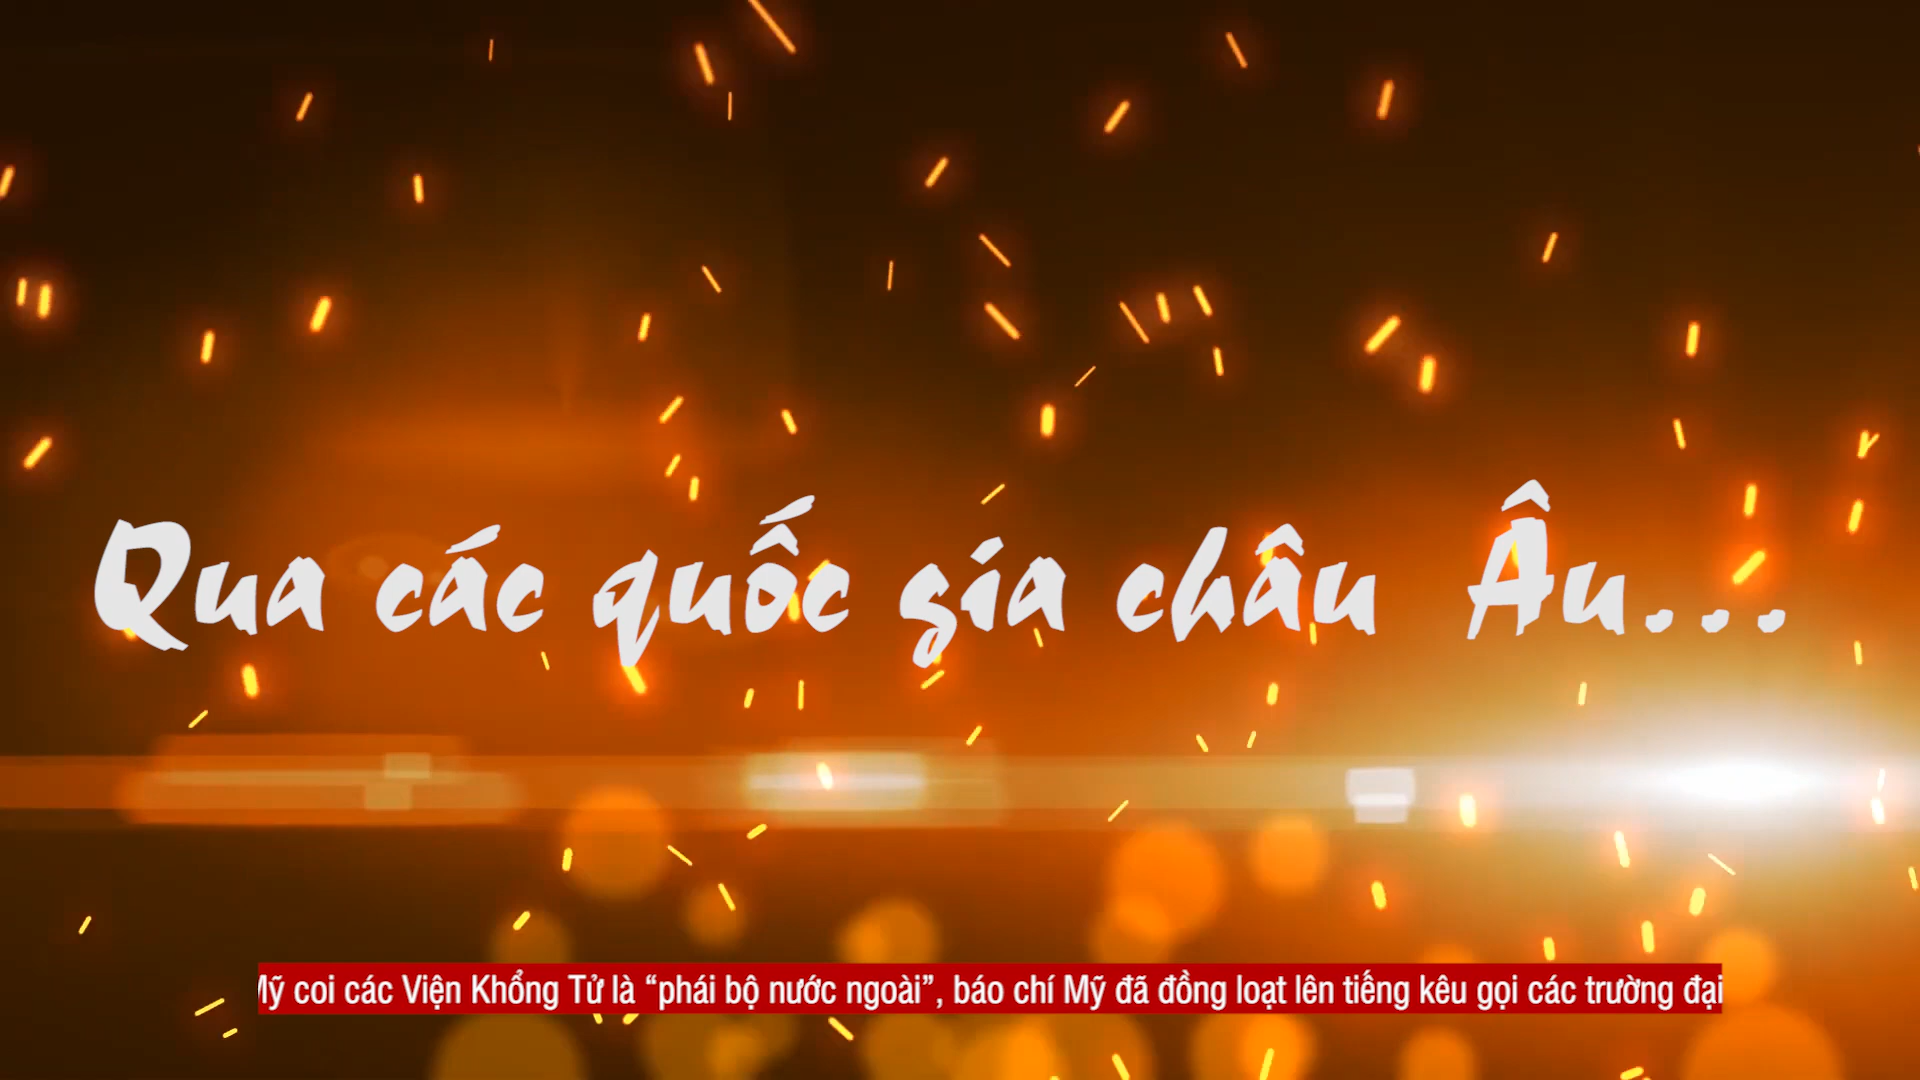 Qua các quốc gia châu Âu...
Mỹ coi các Viện Khổng Tử là “phái bộ nước ngoài”, báo chí Mỹ đã đồng loạt lên tiếng kêu gọi các trường đại